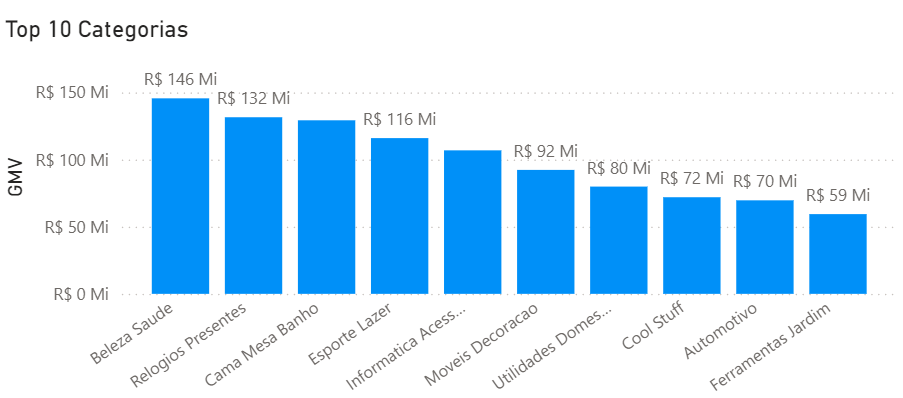 Top 10 Categorias
GMV
R$ 150 Mi
R$ 100 Mi
R$ 50 Mi
R$ 0 Mi
R$ 146 Mi
R$ 132 Mi
R$ 116 Mi
R$ 92 Mi
R$ 80 Mi
R$ 72 Mi
R$ 70 Mi
R$ 59 Mi
Beleza Saude
Relogios Presentes
Cama Mesa Banho
Esporte Lazer
Informatica Acess...
Moveis Decoracao
Utilidades Domes...
Cool Stuff
Automotivo
Ferramentas Jardim